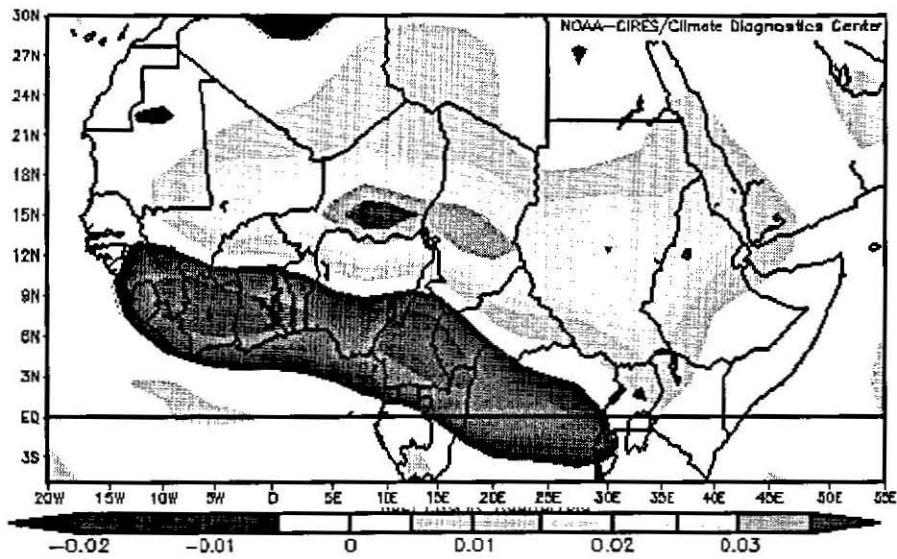 30N
NOAA-CIRES/Climate Diagnostics Center
27N
24N
21N
18N
15N
12N
9N
6N
3N
EQ
3S
20W 15W 10W 5W 0 5E 10E 15E 20E 25E 30E 35E 40E 45E 50E 55E
-0.02 -0.01 0 0.01 0.02 0.03